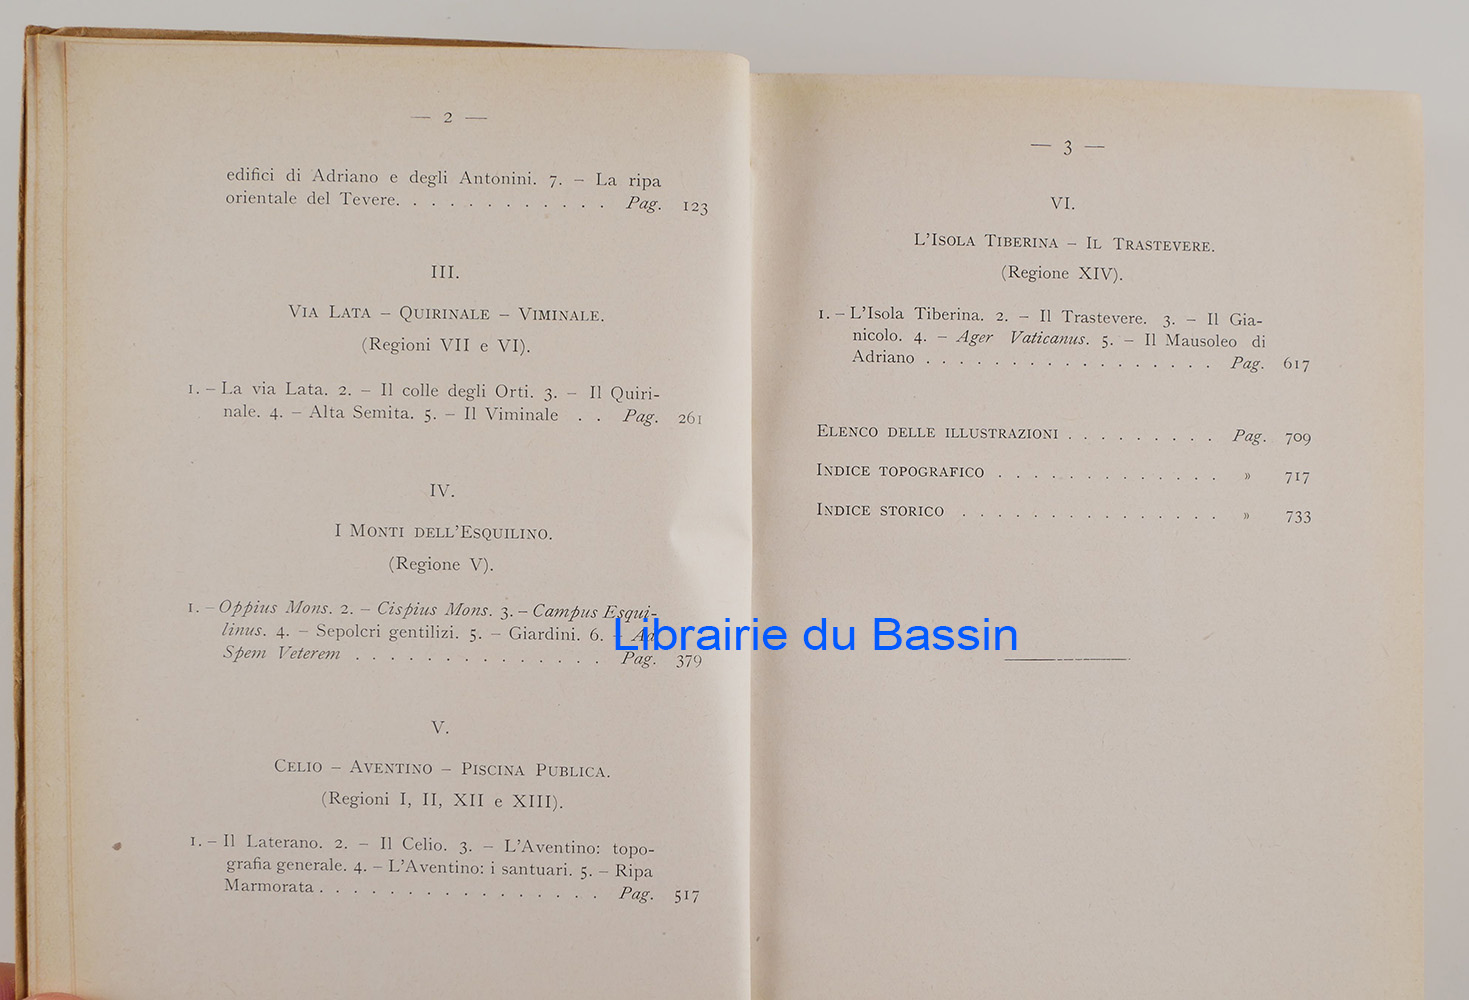 — 2 —
edifici di Adriano e degli Antonini. 7. – La ripa
orientale del Tevere. . . . . . . . . . . . Pag. 123
III.
VIA LATA – QUIRINALE – VIMINALE.
(Regioni VII e VI).
1. – La via Lata. 2. – Il colle degli Orti. 3. – Il Quiri-
nale. 4. – Alta Semita. 5. – Il Viminale . . Pag. 261
IV.
I MONTI DELL'ESQUILINO.
(Regione V).
1. – Oppius Mons. 2. – Cispius Mons. 3. – Campus Esqui-
linus. 4. – Sepolcri gentilizi. 5. – Giardini. 6. – Ad
Spem Veterem . . . . . . . . . . . . . . Pag. 379
V.
CELIO – AVENTINO – PISCINA PUBLICA.
(Regioni I, II, XII e XIII).
1. – Il Laterano. 2. – Il Celio. 3. – L'Aventino: topo-
grafia generale. 4. – L'Aventino: i santuari. 5. – Ripa
Marmorata . . . . . . . . . . . . . . . . Pag. 517
— 3 —
VI.
L'ISOLA TIBERINA – IL TRASTEVERE.
(Regione XIV).
1. – L'Isola Tiberina. 2. – Il Trastevere. 3. – Il Gia-
nicolo. 4. – Ager Vaticanus. 5. – Il Mausoleo di
Adriano . . . . . . . . . . . . . . . . . Pag. 617
ELENCO DELLE ILLUSTRAZIONI . . . . . . . . . Pag. 709
INDICE TOPOGRAFICO . . . . . . . . . . . . . » 717
INDICE STORICO . . . . . . . . . . . . . . . » 733
Librairie du Bassin